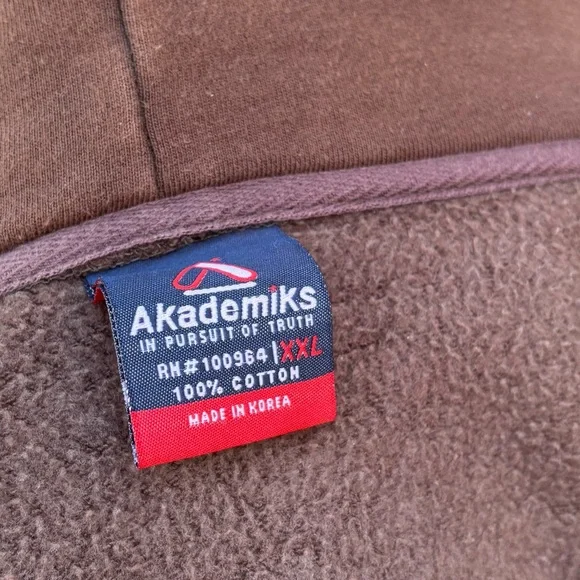 Akademiks
IN PURSUIT OF TRUTH
RN#100964 | XXL
100% COTTON
MADE IN KOREA